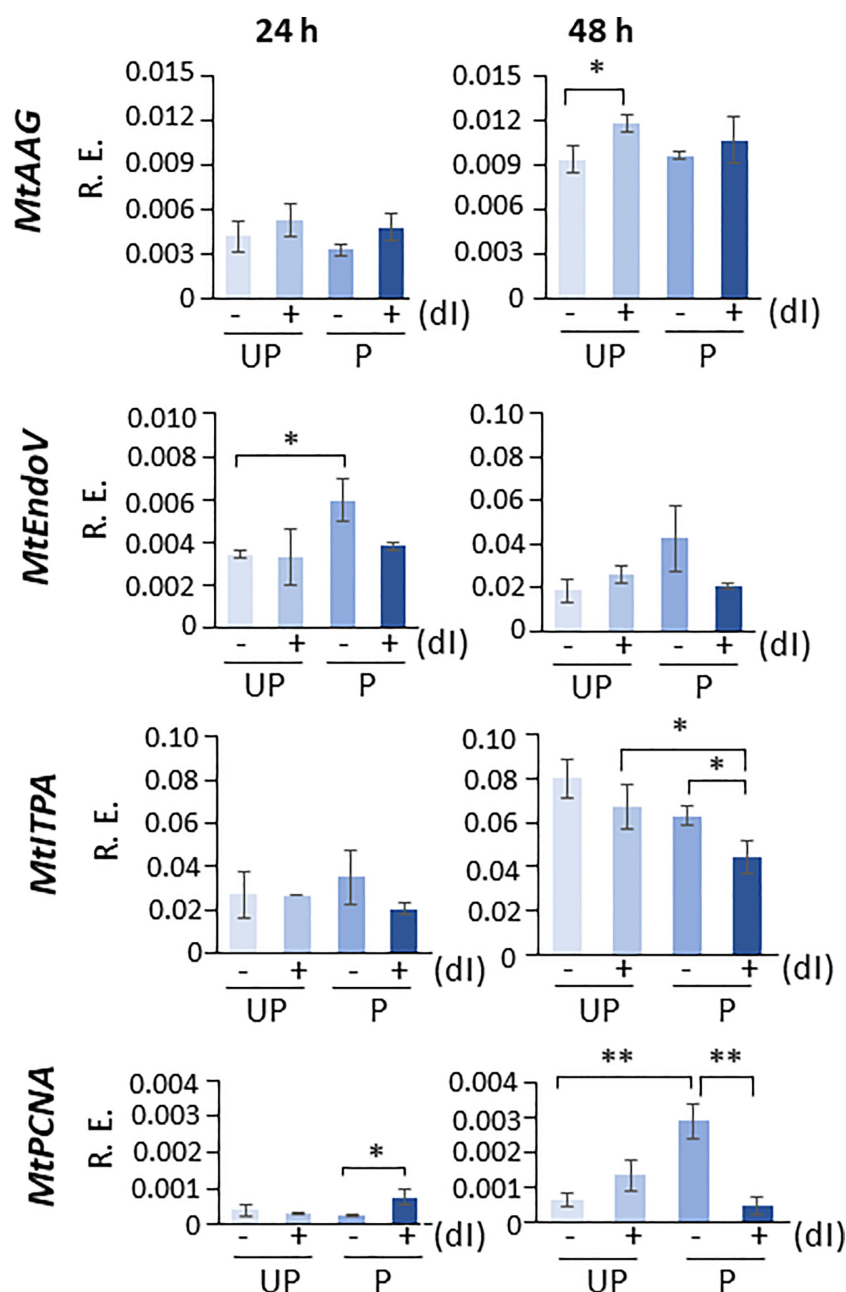 24 h 48 h
MtAAG
R. E.
0.015 0.015
0.012 * 0.012
0.009 0.009
0.006 0.006
0.003 0.003
0 0
- + - + (dI) - + - + (dI)
UP P UP P
MtEndoV
R. E.
0.010 0.10
0.008 * 0.08
0.006 0.06
0.004 0.04
0.002 0.02
0 0
- + - + (dI) - + - + (dI)
UP P UP P
MtITPA
R. E.
0.10 0.10
0.08 * 0.08 *
0.06 0.06
0.04 0.04
0.02 0.02
0 0
- + - + (dI) - + - + (dI)
UP P UP P
MtPCNA
R. E.
0.004 ** ** 0.004
0.003 0.003
0.002 * 0.002
0.001 0.001
0 0
- + - + (dI) - + - + (dI)
UP P UP P